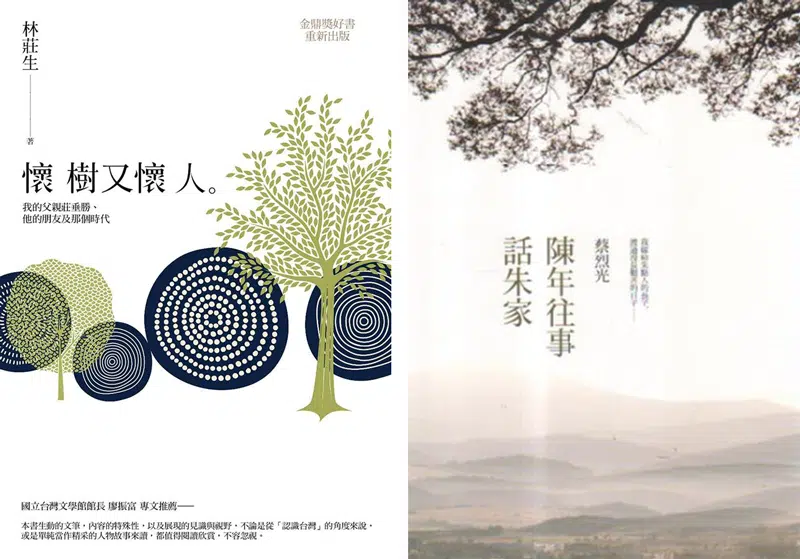 林莊生
著
金鼎獎好書
重新出版
懷樹又懷人。
我的父親莊垂勝、
他的朋友及那個時代
國立台灣文學館館長 廖振富 專文推薦——
本書生動的文筆,內容的特殊性,以及展現的見識與視野,不論是從「認識台灣」的角度來說,
或是單純當作精采的人物故事來讀,都值得閱讀欣賞,不容忽視。
陳年往事
話朱家
蔡烈光